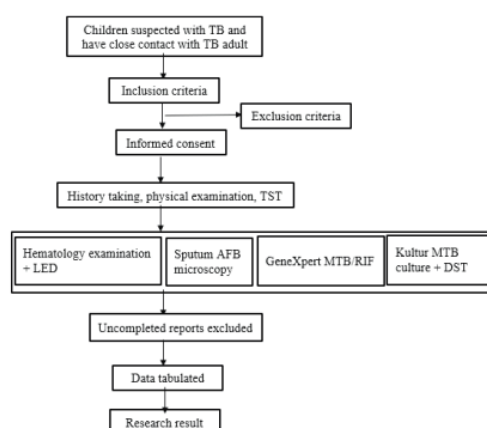 Children suspected with TB and
have close contact with TB adult
Inclusion criteria
Exclusion criteria
Informed consent
History taking, physical examination, TST
Hematology examination
+ LED
Sputum AFB
microscopy
GeneXpert MTB/RIF
Kultur MTB
culture + DST
Uncompleted reports excluded
Data tabulated
Research result